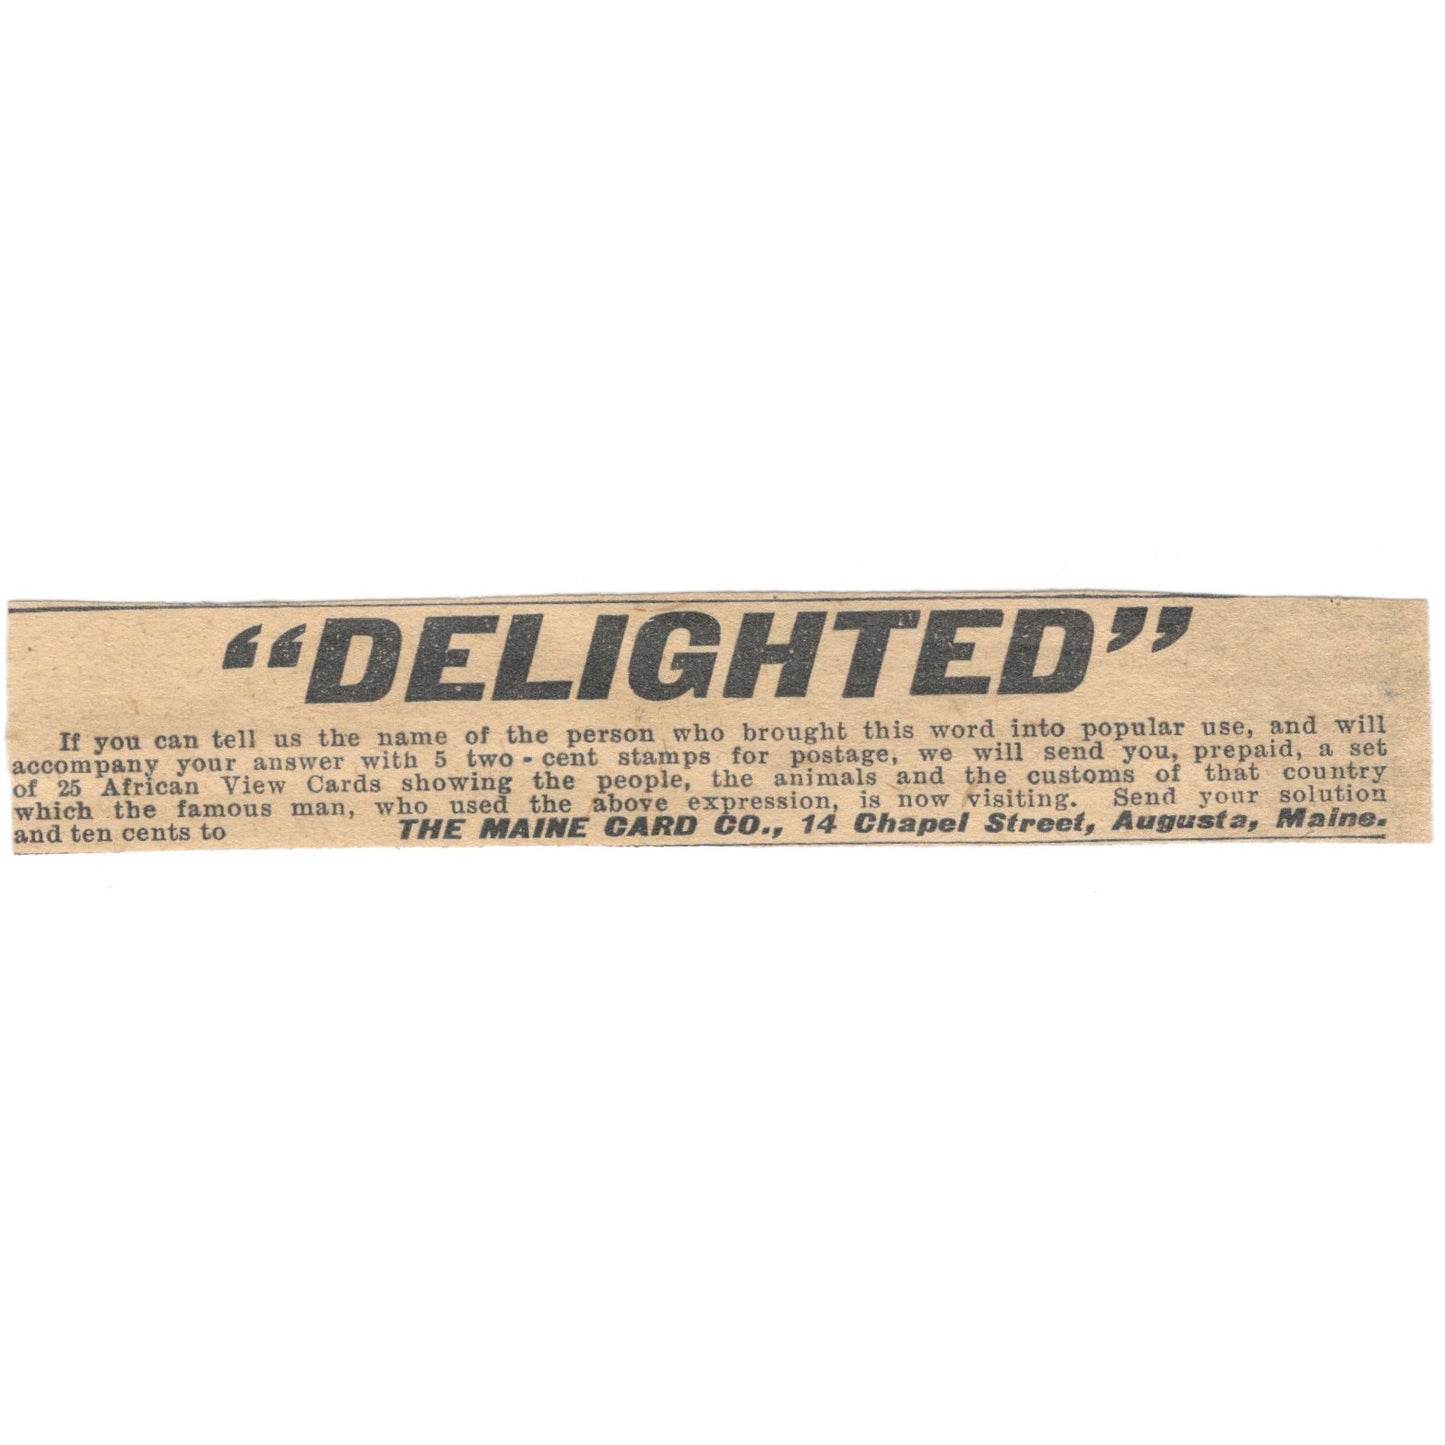 “DELIGHTED”
If you can tell us the name of the person who brought this word into popular use, and will
accompany your answer with 5 two-cent stamps for postage, we will send you, prepaid, a set
of 25 African View Cards showing the people, the animals and the customs of that country
which the famous man, who used the above expression, is now visiting. Send your solution
and ten cents to THE MAINE CARD CO., 14 Chapel Street, Augusta, Maine.